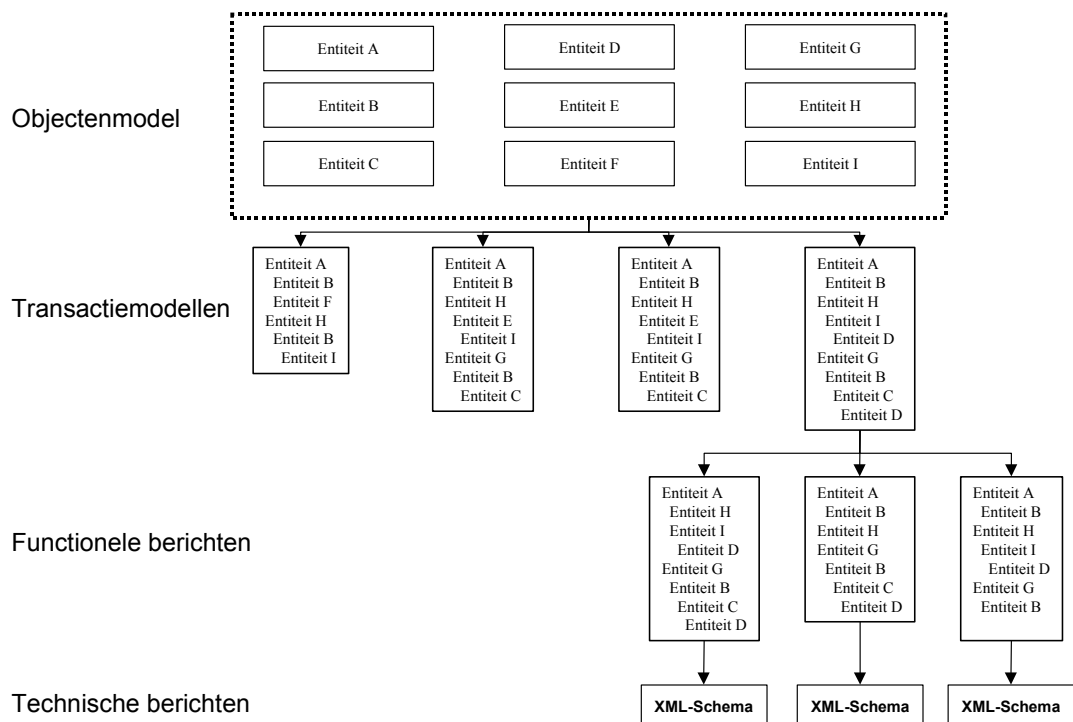 Objectenmodel
Entiteit A
Entiteit D
Entiteit G
Entiteit B
Entiteit E
Entiteit H
Entiteit C
Entiteit F
Entiteit I
Transactiemodellen
Entiteit A
Entiteit B
Entiteit F
Entiteit H
Entiteit B
Entiteit I
Entiteit A
Entiteit B
Entiteit H
Entiteit E
Entiteit I
Entiteit G
Entiteit B
Entiteit C
Entiteit A
Entiteit B
Entiteit H
Entiteit E
Entiteit I
Entiteit G
Entiteit B
Entiteit C
Entiteit A
Entiteit B
Entiteit H
Entiteit I
Entiteit D
Entiteit G
Entiteit B
Entiteit C
Entiteit D
Functionele berichten
Entiteit A
Entiteit H
Entiteit I
Entiteit D
Entiteit G
Entiteit B
Entiteit C
Entiteit D
Entiteit A
Entiteit B
Entiteit H
Entiteit G
Entiteit B
Entiteit C
Entiteit D
Entiteit A
Entiteit B
Entiteit H
Entiteit I
Entiteit D
Entiteit G
Entiteit B
Technische berichten
XML-Schema
XML-Schema
XML-Schema